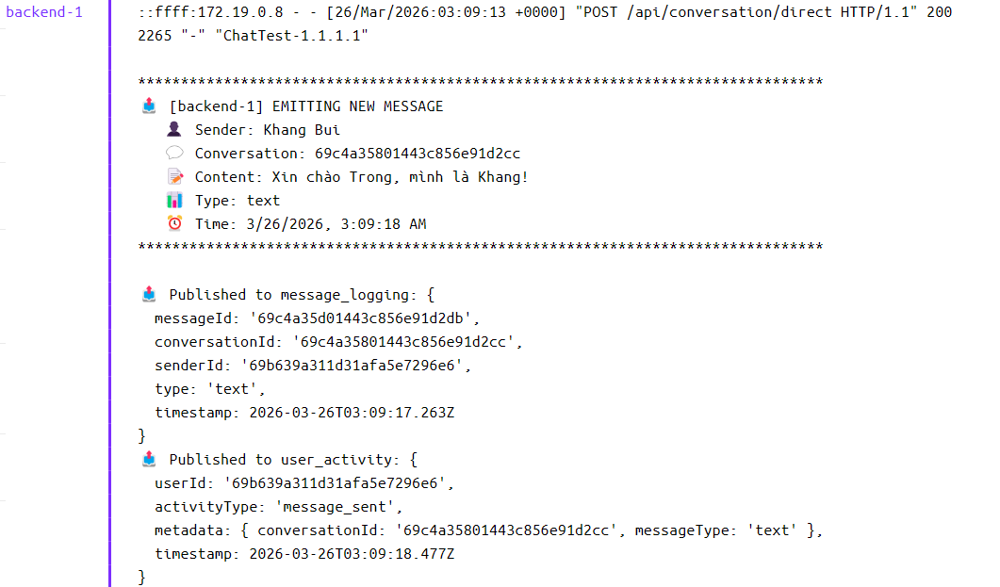 backend-1
::ffff:172.19.0.8 - - [26/Mar/2026:03:09:13 +0000] "POST /api/conversation/direct HTTP/1.1" 200
2265 "-" "ChatTest-1.1.1.1"
********************************************************************************
📤 [backend-1] EMITTING NEW MESSAGE
👤 Sender: Khang Bui
💬 Conversation: 69c4a35801443c856e91d2cc
📝 Content: Xin chào Trong, mình là Khang!
📊 Type: text
⏰ Time: 3/26/2026, 3:09:18 AM
********************************************************************************
📤 Published to message_logging: {
messageId: '69c4a35d01443c856e91d2db',
conversationId: '69c4a35801443c856e91d2cc',
senderId: '69b639a311d31afa5e7296e6',
type: 'text',
timestamp: 2026-03-26T03:09:17.263Z
}
📤 Published to user_activity: {
userId: '69b639a311d31afa5e7296e6',
activityType: 'message_sent',
metadata: { conversationId: '69c4a35801443c856e91d2cc', messageType: 'text' },
timestamp: 2026-03-26T03:09:18.477Z
}